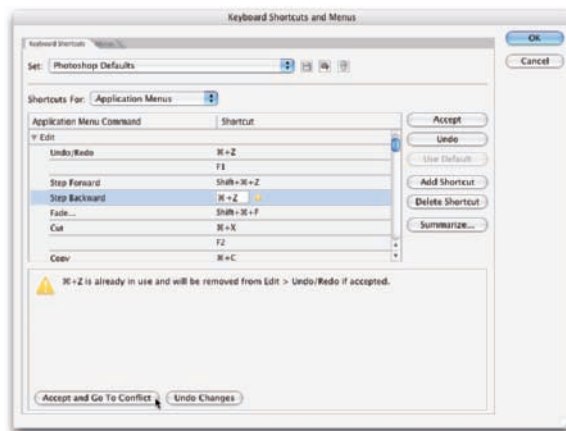 Keyboard Shortcuts and Menus
Keyboard Shortcuts Menus
OK
Cancel
Set: Photoshop Defaults
Shortcuts For: Application Menus
Application Menu Command Shortcut
Edit
Undo/Redo ⌘+Z
F1
Step Forward Shift+⌘+Z
Step Backward ⌘+Z
Fade... Shift+⌘+F
Cut ⌘+X
F2
Copy ⌘+C
Accept
Undo
Use Default
Add Shortcut
Delete Shortcut
Summarize...
⌘+Z is already in use and will be removed from Edit > Undo/Redo if accepted.
Accept and Go To Conflict Undo Changes